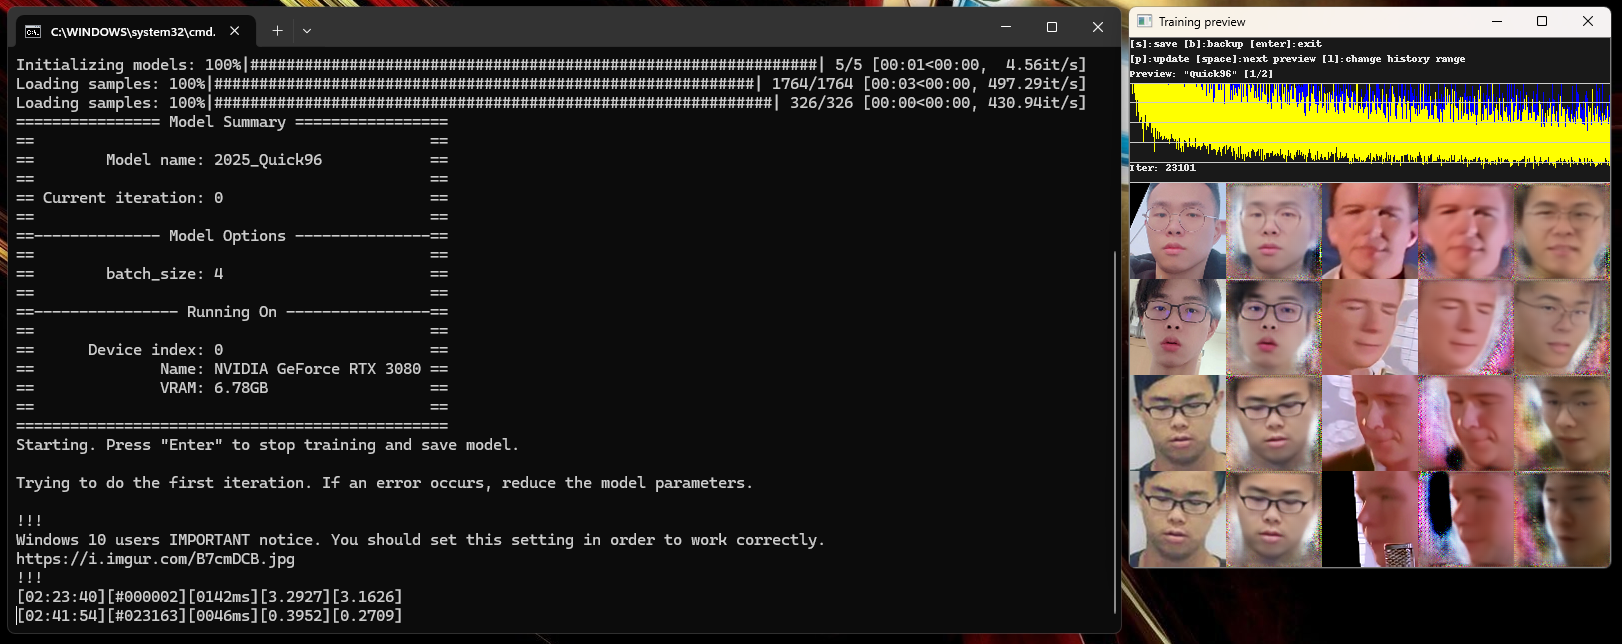 C:\WINDOWS\system32\cmd.
Initializing models: 100%|###############################################################| 5/5 [00:01<00:00,  4.56it/s]
Loading samples: 100%|############################################################| 1764/1764 [00:03<00:00, 497.29it/s]
Loading samples: 100%|##############################################################| 326/326 [00:00<00:00, 430.94it/s]
================ Model Summary =================
==                                            ==
==        Model name: 2025_Quick96            ==
==                                            ==
== Current iteration: 0                       ==
==                                            ==
==-------------- Model Options ---------------==
==                                            ==
==        batch_size: 4                       ==
==                                            ==
==---------------- Running On ----------------==
==                                            ==
==      Device index: 0                       ==
==              Name: NVIDIA GeForce RTX 3080 ==
==              VRAM: 6.78GB                  ==
==                                            ==
================================================
Starting. Press "Enter" to stop training and save model.
Trying to do the first iteration. If an error occurs, reduce the model parameters.
!!!
Windows 10 users IMPORTANT notice. You should set this setting in order to work correctly.
https://i.imgur.com/B7cmDCB.jpg
!!!
[02:23:40][#000002][0142ms][3.2927][3.1626]
[02:41:54][#023163][0046ms][0.3952][0.2709]
Training preview
[s]:save [b]:backup [enter]:exit
[p]:update [space]:next preview [l]:change history range
Preview: "Quick96" [1/2]
Iter: 23101